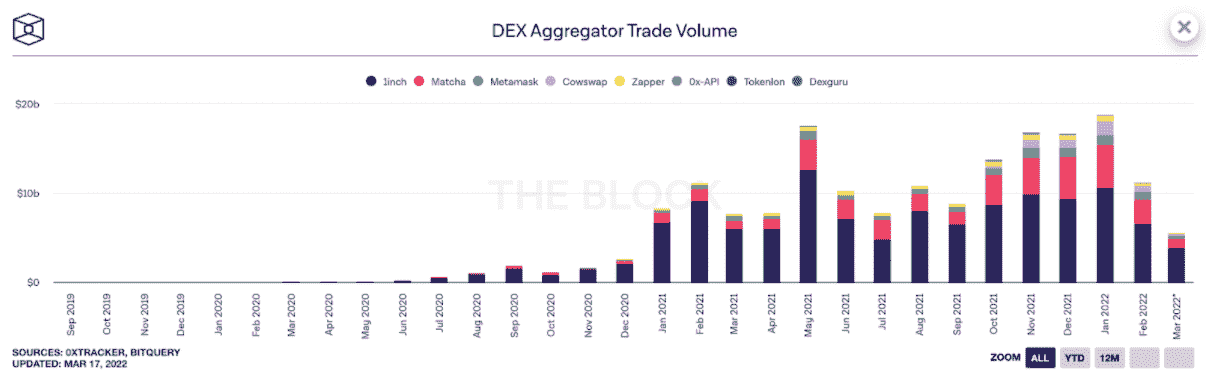 DEX Aggregator Trade Volume
1inch Matcha Metamask Cowswap Zapper 0x-API Tokenlon Dexguru
$20b
$10b
$0
THE BLOCK
Sep 2019 Oct 2019 Nov 2019 Dec 2019 Jan 2020 Feb 2020 Mar 2020 Apr 2020 May 2020 Jun 2020 Jul 2020 Aug 2020 Sep 2020 Oct 2020 Nov 2020 Dec 2020 Jan 2021 Feb 2021 Mar 2021 Apr 2021 May 2021 Jun 2021 Jul 2021 Aug 2021 Sep 2021 Oct 2021 Nov 2021 Dec 2021 Jan 2022 Feb 2022 Mar 2022*
SOURCES: 0XTRACKER, BITQUERY
UPDATED: MAR 17, 2022
ZOOM ALL YTD 12M